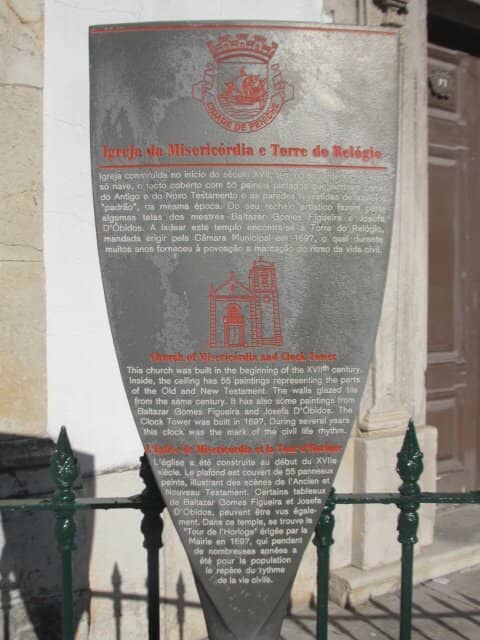 CIDADE DE PENICHE
Igreja da Misericórdia e Torre do Relógio
Igreja construída no início do século XVII, tem no seu interior, de
só nave, o tecto coberto com 55 painéis pintados que
do Antigo e do Novo Testamento e as paredes revestidas de
"padrão", da mesma época. Do seu recheio artístico fazem parte
algumas telas dos mestres Baltazar Gomes Figueira e Josefa
D'Óbidos. A ladear este templo encontra-se a Torre do Relógio,
mandada erigir pela Câmara Municipal em 1697, o qual durante
muitos anos forneceu à povoação a marcação do ritmo da vida civil.
Church of Misericórdia and Clock Tower
This church was built in the beginning of the XVIIth century.
Inside, the ceiling has 55 paintings representing the parts
of the Old and New Testament. The walls glazed tile
from the same century. It has also some paintings from
Baltazar Gomes Figueira and Josefa D'Óbidos. The
Clock Tower was built in 1697. During several years
this clock was the mark of the civil life rhythm.
L'Église de Misericórdia et la Tour d'Horloge
L'église a été construite au début du XVIIe
siècle. Le plafond est couvert de 55 panneaux
peints, illustrant des scènes de l'Ancien et
Nouveau Testament. Certains tableaux
de Baltazar Gomes Figueira et Josefa
D'Óbidos, peuvent être vus égale-
ment. Dans ce temple, se trouve la
"Tour de l'Horloge" érigée par la
Mairie en 1697, qui pendant
de nombreuses années a
été pour la population
le repère du rythme
de la vie civile.